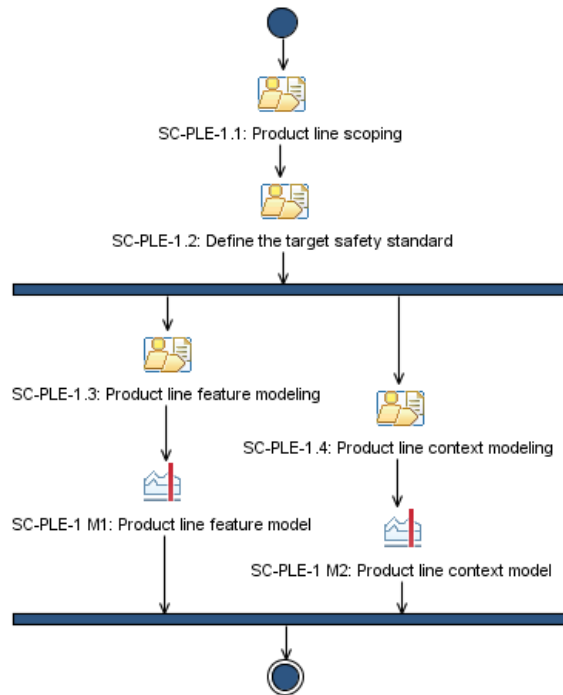 SC-PLE-1.1: Product line scoping
SC-PLE-1.2: Define the target safety standard
SC-PLE-1.3: Product line feature modeling
SC-PLE-1.4: Product line context modeling
SC-PLE-1 M1: Product line feature model
SC-PLE-1 M2: Product line context model